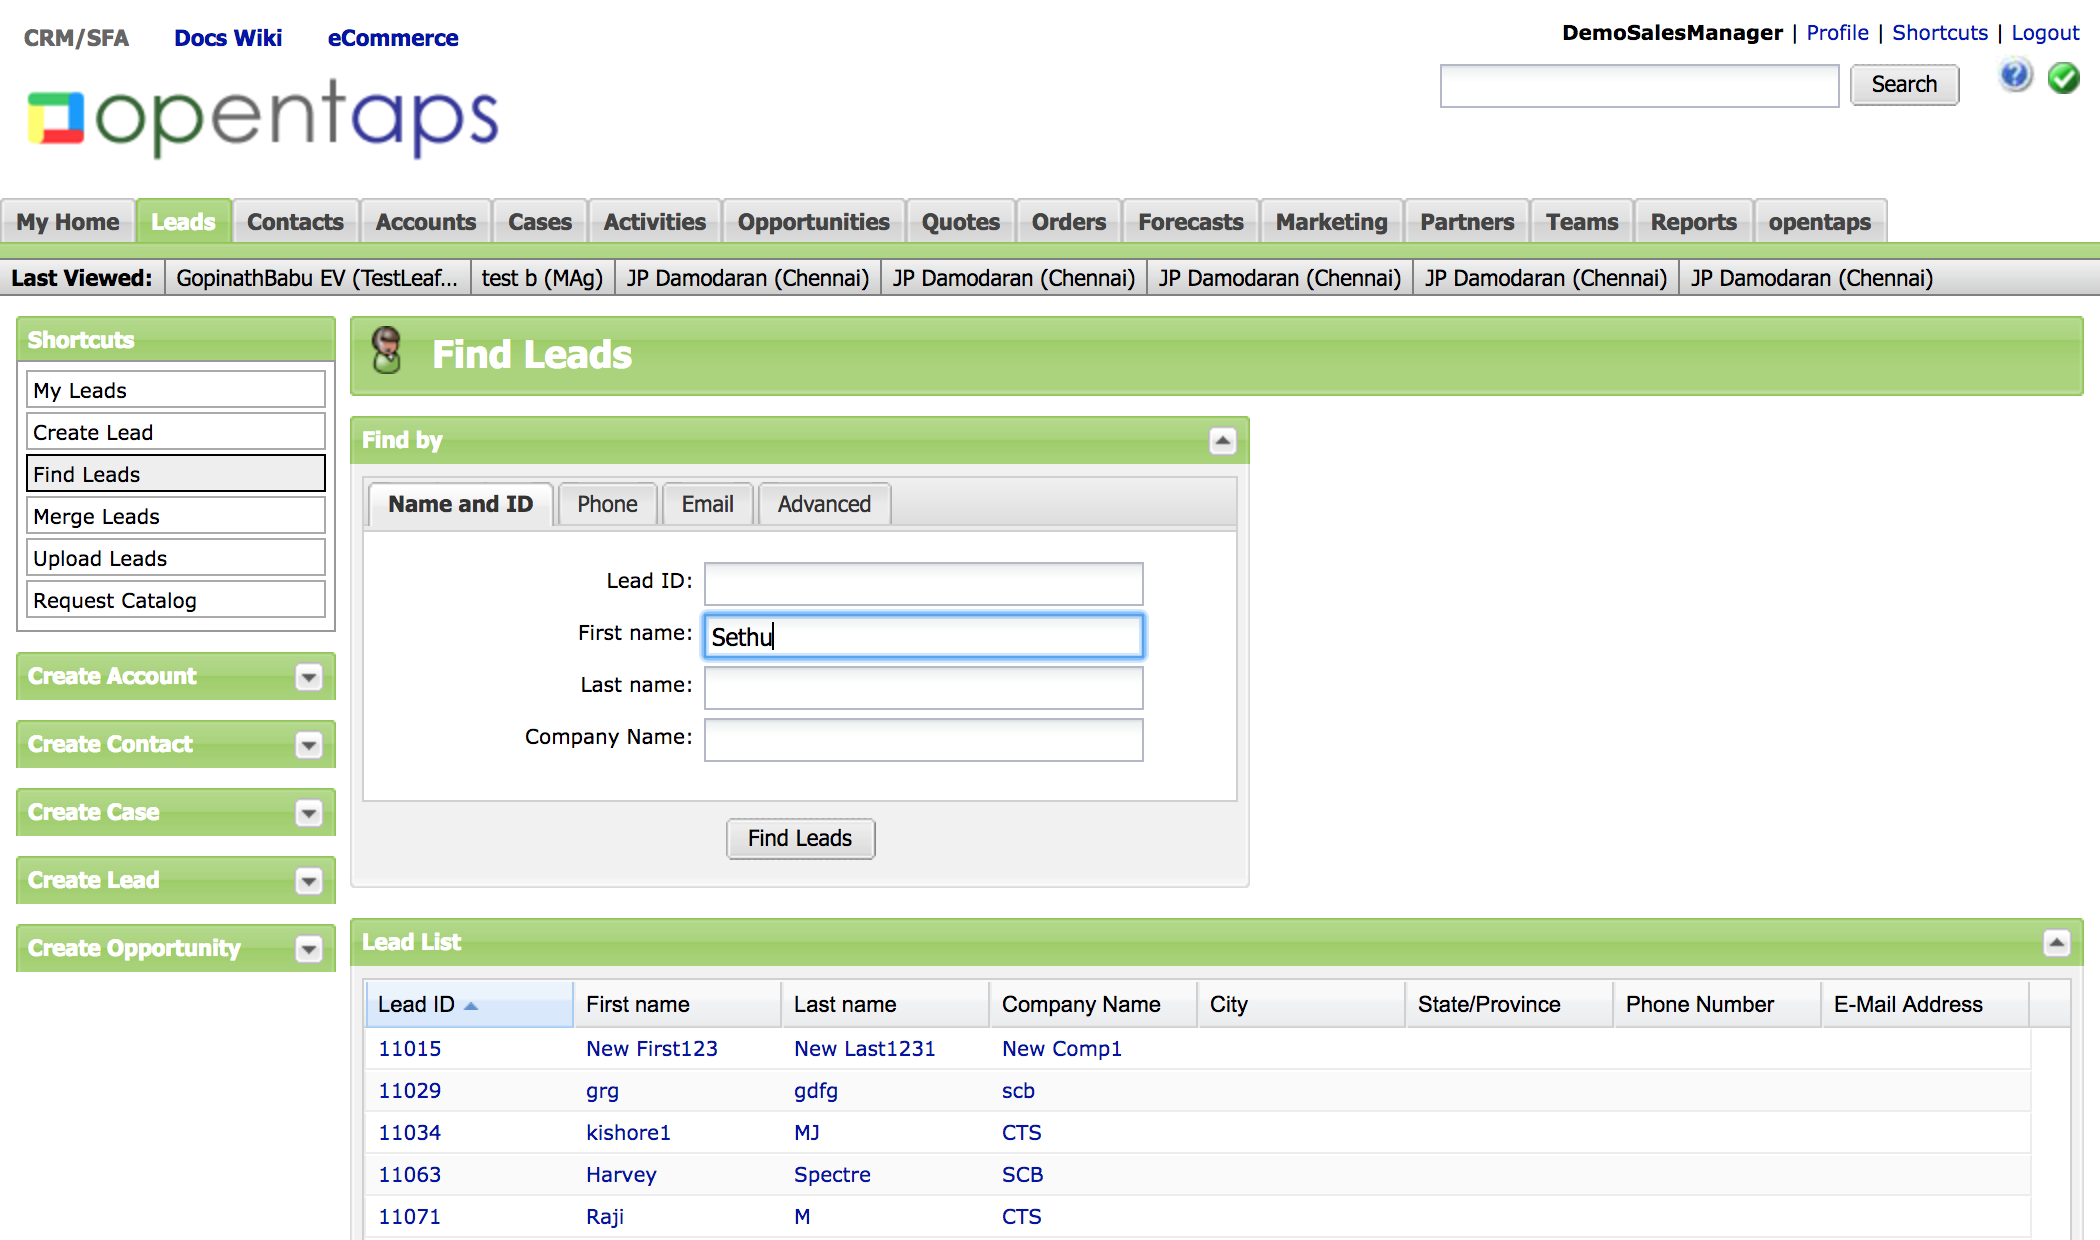 CRM/SFA Docs Wiki eCommerce
DemoSalesManager | Profile | Shortcuts | Logout
Search
opentaps
My Home Leads Contacts Accounts Cases Activities Opportunities Quotes Orders Forecasts Marketing Partners Teams Reports opentaps
Last Viewed: GopinathBabu EV (TestLeaf... test b (MAg) JP Damodaran (Chennai) JP Damodaran (Chennai) JP Damodaran (Chennai) JP Damodaran (Chennai) JP Damodaran (Chennai)
Shortcuts
My Leads
Create Lead
Find Leads
Merge Leads
Upload Leads
Request Catalog
Create Account
Create Contact
Create Case
Create Lead
Create Opportunity
Find Leads
Find by
Name and ID Phone Email Advanced
Lead ID:
First name: Sethu
Last name:
Company Name:
Find Leads
Lead List
Lead ID First name Last name Company Name City State/Province Phone Number E-Mail Address
11015 New First123 New Last1231 New Comp1
11029 grg gdfg scb
11034 kishore1 MJ CTS
11063 Harvey Spectre SCB
11071 Raji M CTS